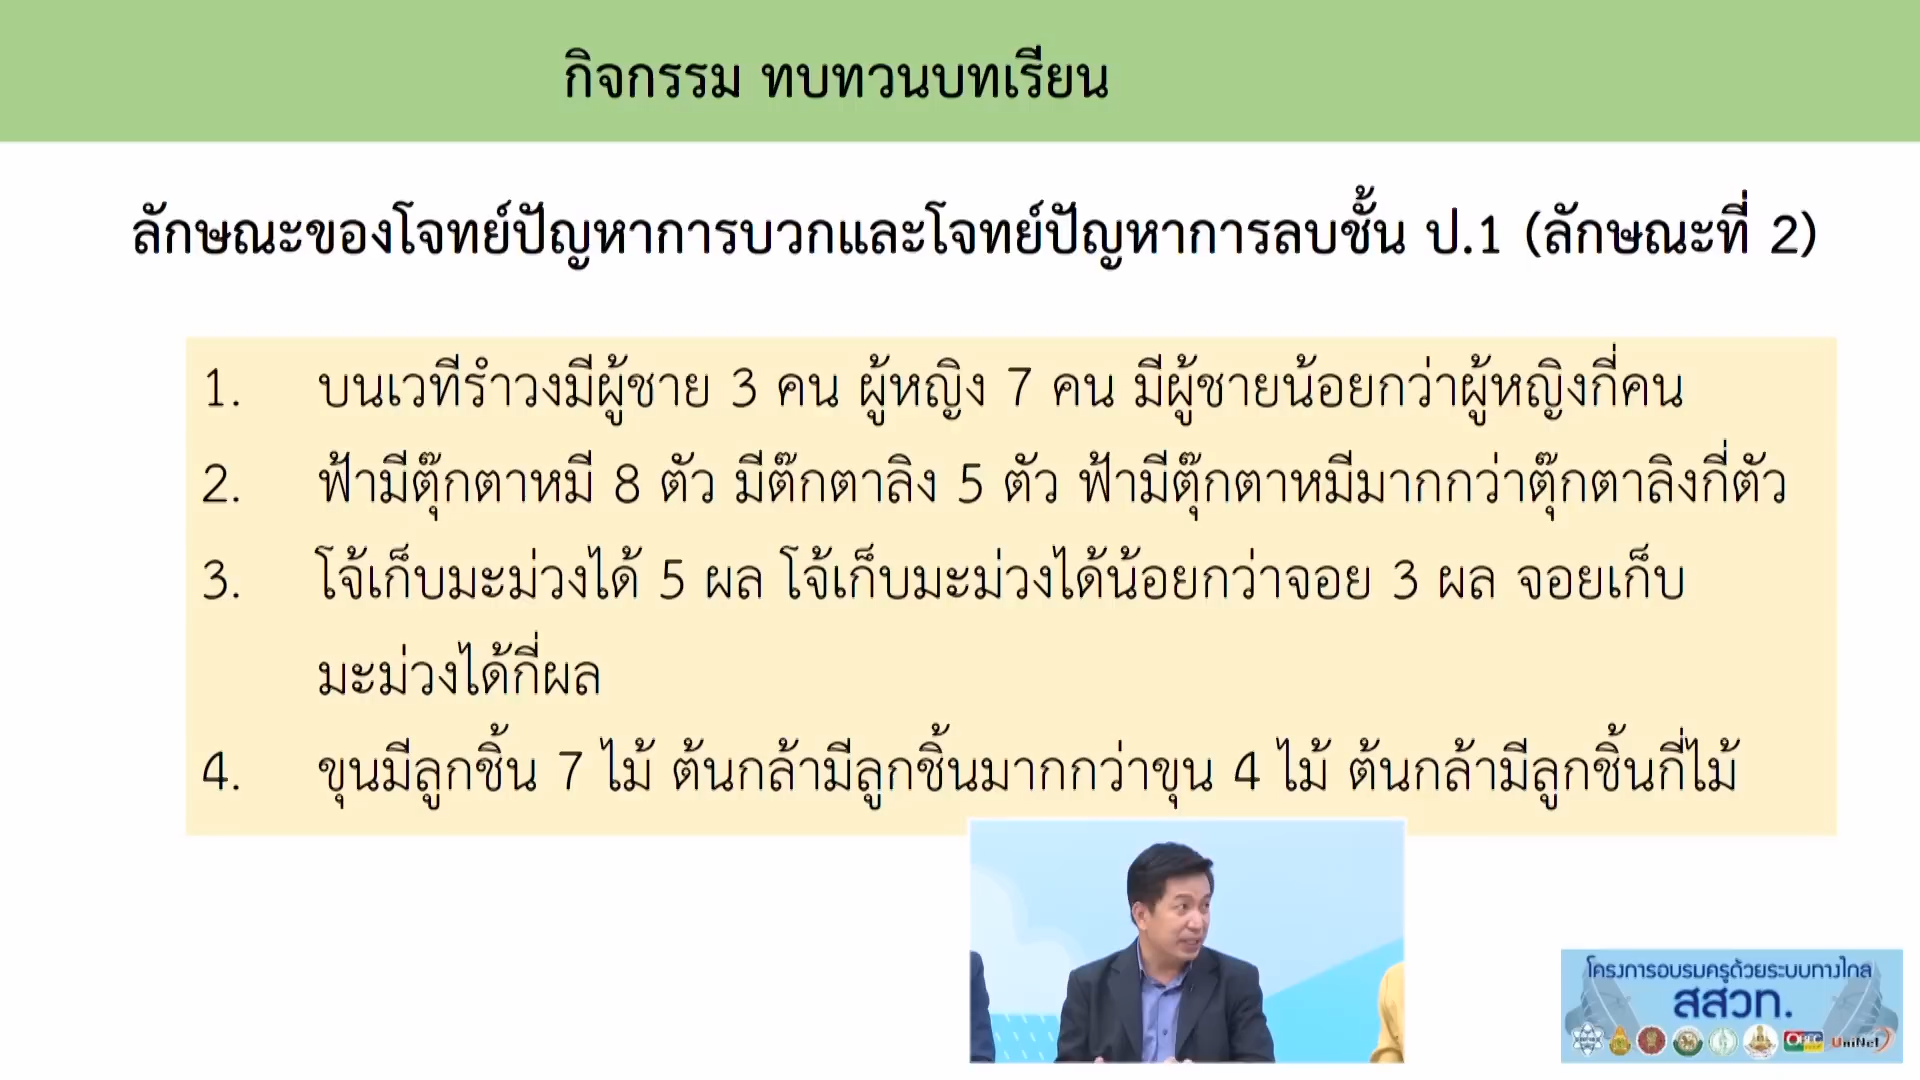 กิจกรรม ทบทวนบทเรียน
ลักษณะของโจทย์ปัญหาการบวกและโจทย์ปัญหาการลบชั้น ป.1 (ลักษณะที่ 2)
1. บนเวทีรำวงมีผู้ชาย 3 คน ผู้หญิง 7 คน มีผู้ชายน้อยกว่าผู้หญิงกี่คน
2. ฟ้ามีตุ๊กตาหมี 8 ตัว มีต๊กตาลิง 5 ตัว ฟ้ามีตุ๊กตาหมีมากกว่าตุ๊กตาลิงกี่ตัว
3. โจ้เก็บมะม่วงได้ 5 ผล โจ้เก็บมะม่วงได้น้อยกว่าจอย 3 ผล จอยเก็บ
มะม่วงได้กี่ผล
4. ขุนมีลูกชิ้น 7 ไม้ ต้นกล้ามีลูกชิ้นมากกว่าขุน 4 ไม้ ต้นกล้ามีลูกชิ้นกี่ไม้
โครงการอบรมครูด้วยระบบทางไกล
สสวท.
UniNet